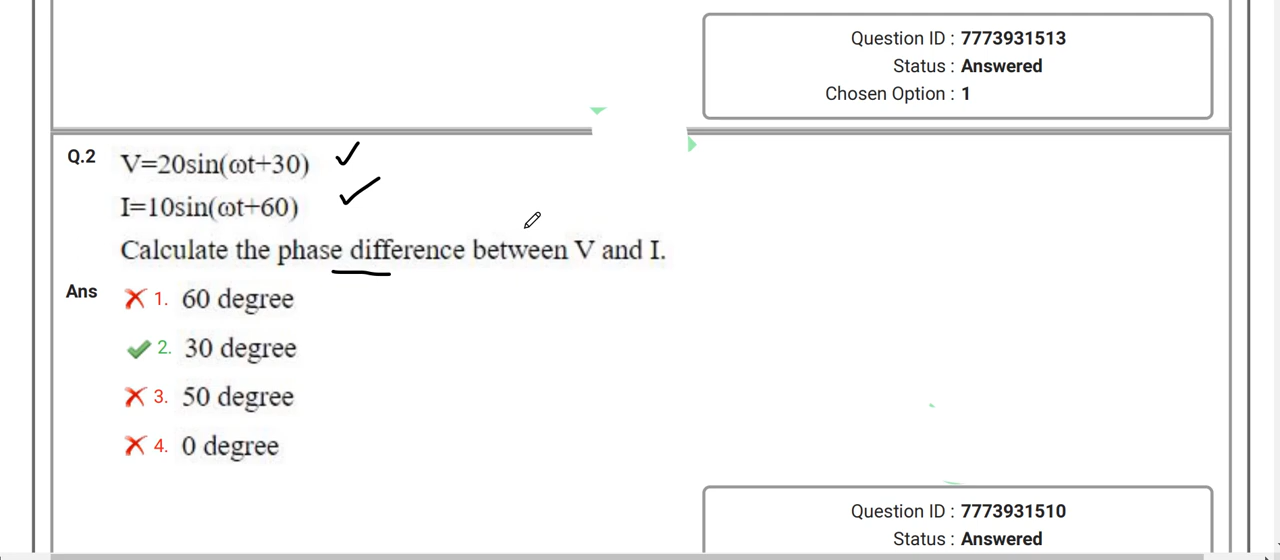 Question ID : 7773931513
Status : Answered
Chosen Option : 1
Q.2 V=20sin(ωt+30)
I=10sin(ωt+60)
Calculate the phase difference between V and I.
Ans 1. 60 degree
2. 30 degree
3. 50 degree
4. 0 degree
Question ID : 7773931510
Status : Answered